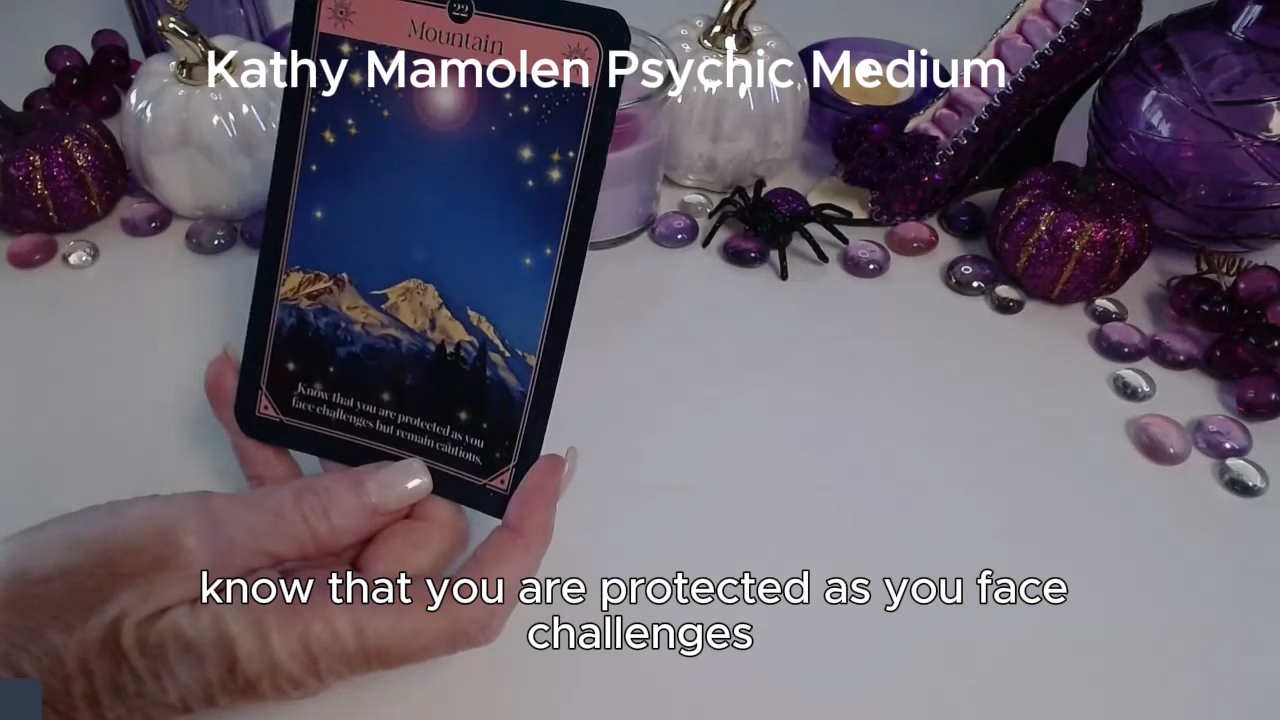 22
Mountain
Kathy Mamolen Psychic Medium
Know that you are protected as you
face challenges but remain cautious.
know that you are protected as you face
challenges